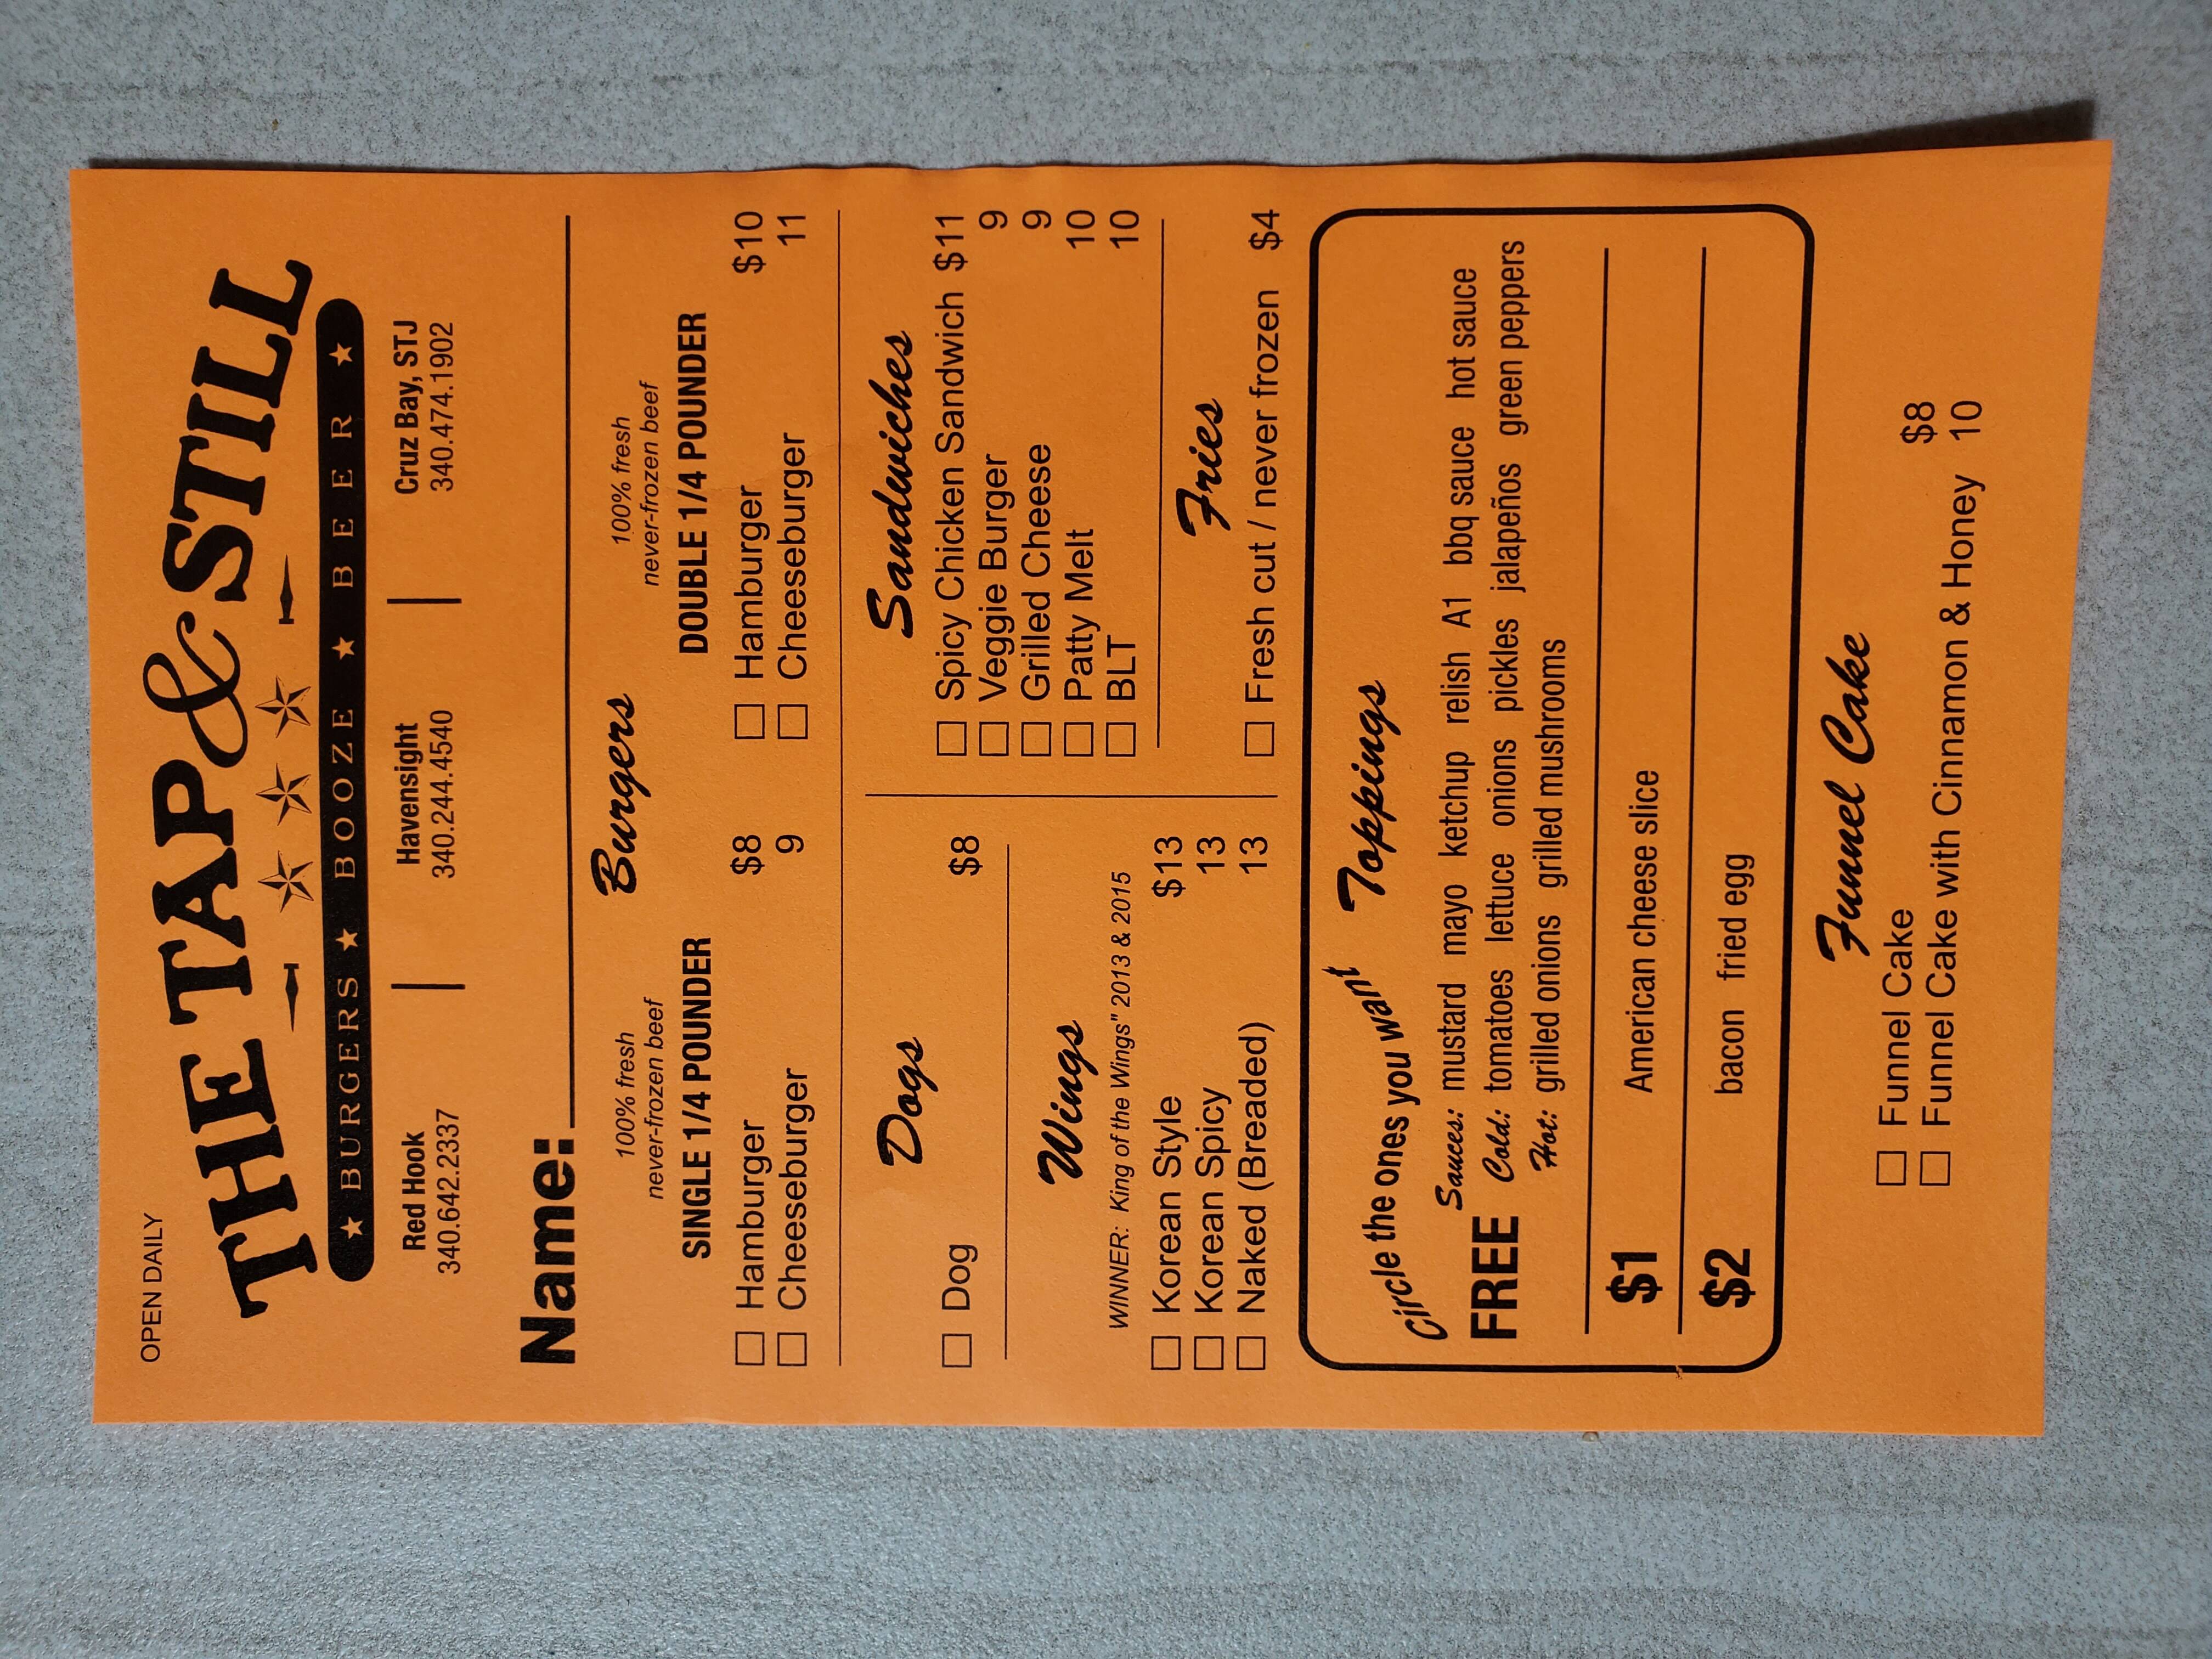 OPEN DAILY
THE TAP & STILL
★ BURGERS ★ BOOZE ★ BEER ★
Red Hook
340.642.2337
Havensight
340.244.4540
Cruz Bay, STJ
340.474.1902
Name:
Burgers
100% fresh
never-frozen beef
SINGLE 1/4 POUNDER
☐ Hamburger $8
☐ Cheeseburger 9
100% fresh
never-frozen beef
DOUBLE 1/4 POUNDER
☐ Hamburger $10
☐ Cheeseburger 11
Dogs
☐ Dog $8
Wings
WINNER: King of the Wings" 2013 & 2015
☐ Korean Style $13
☐ Korean Spicy 13
☐ Naked (Breaded) 13
Sandwiches
☐ Spicy Chicken Sandwich $11
☐ Veggie Burger 9
☐ Grilled Cheese 9
☐ Patty Melt 10
☐ BLT 10
Fries
☐ Fresh cut / never frozen $4
Circle the ones you want Toppings
FREE
Sauces: mustard mayo ketchup relish A1 bbq sauce hot sauce
Cold: tomatoes lettuce onions pickles jalapeños green peppers
Hot: grilled onions grilled mushrooms
$1 American cheese slice
$2 bacon fried egg
Funnel Cake
☐ Funnel Cake $8
☐ Funnel Cake with Cinnamon & Honey 10